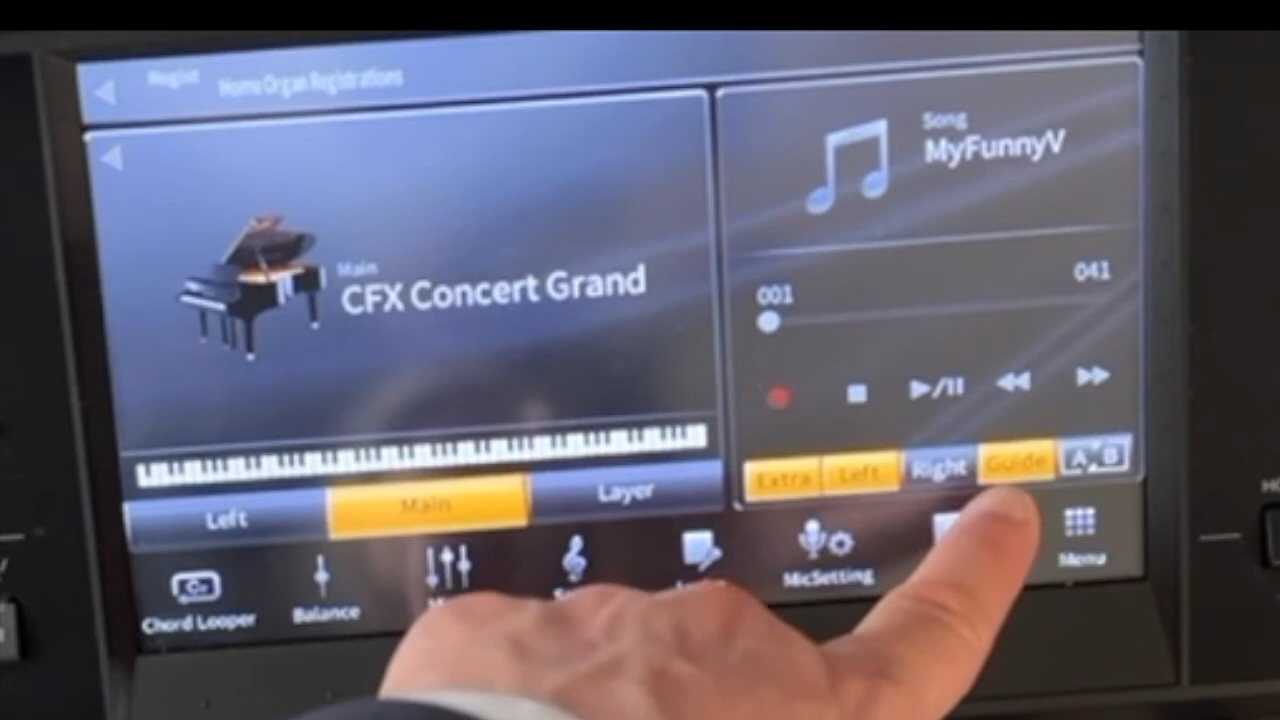 Regist Home Organ Registrations
Main
CFX Concert Grand
Song
MyFunnyV
001
041
Extra Left Right Guide A B
Left Main Layer
Chord Looper
Balance
MicSetting
Menu